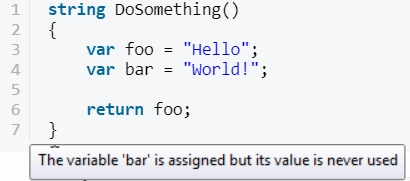 1 string DoSomething()
2 {
3     var foo = "Hello";
4     var bar = "World!";
5
6     return foo;
7 }
The variable 'bar' is assigned but its value is never used